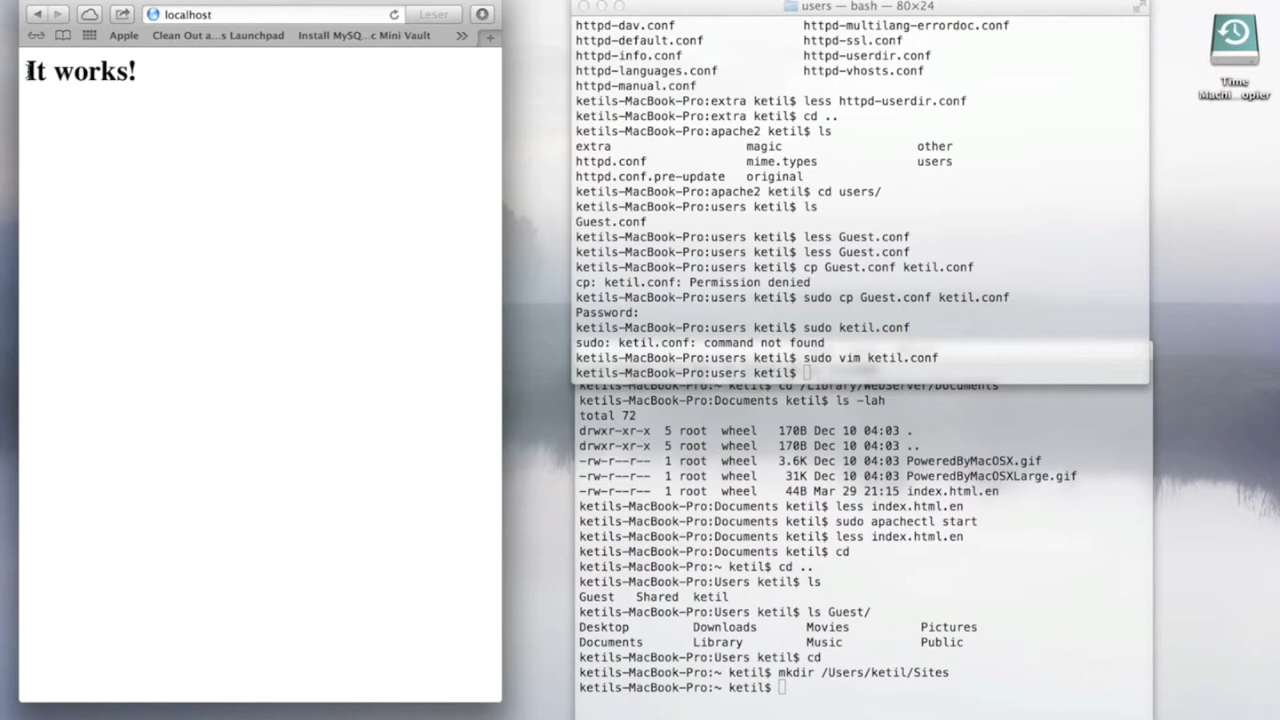 localhost
Leser
Apple Clean Out a...s Launchpad Install MySQ...c Mini Vault >> +
It works!
users — bash — 80×24
httpd-dav.conf httpd-multilang-errordoc.conf
httpd-default.conf httpd-ssl.conf
httpd-info.conf httpd-userdir.conf
httpd-languages.conf httpd-vhosts.conf
httpd-manual.conf
ketils-MacBook-Pro:extra ketil$ less httpd-userdir.conf
ketils-MacBook-Pro:extra ketil$ cd ..
ketils-MacBook-Pro:apache2 ketil$ ls
extra magic other
httpd.conf mime.types users
httpd.conf.pre-update original
ketils-MacBook-Pro:apache2 ketil$ cd users/
ketils-MacBook-Pro:users ketil$ ls
Guest.conf
ketils-MacBook-Pro:users ketil$ less Guest.conf
ketils-MacBook-Pro:users ketil$ less Guest.conf
ketils-MacBook-Pro:users ketil$ cp Guest.conf ketil.conf
cp: ketil.conf: Permission denied
ketils-MacBook-Pro:users ketil$ sudo cp Guest.conf ketil.conf
Password:
ketils-MacBook-Pro:users ketil$ sudo ketil.conf
sudo: ketil.conf: command not found
ketils-MacBook-Pro:users ketil$ sudo vim ketil.conf
ketils-MacBook-Pro:users ketil$
ketils-MacBook-Pro:~ ketil$ cd /Library/WebServer/Documents
ketils-MacBook-Pro:Documents ketil$ ls -lah
total 72
drwxr-xr-x 5 root wheel 170B Dec 10 04:03 .
drwxr-xr-x 5 root wheel 170B Dec 10 04:03 ..
-rw-r--r-- 1 root wheel 3.6K Dec 10 04:03 PoweredByMacOSX.gif
-rw-r--r-- 1 root wheel 31K Dec 10 04:03 PoweredByMacOSXLarge.gif
-rw-r--r-- 1 root wheel 44B Mar 29 21:15 index.html.en
ketils-MacBook-Pro:Documents ketil$ less index.html.en
ketils-MacBook-Pro:Documents ketil$ sudo apachectl start
ketils-MacBook-Pro:Documents ketil$ less index.html.en
ketils-MacBook-Pro:Documents ketil$ cd
ketils-MacBook-Pro:~ ketil$ cd ..
ketils-MacBook-Pro:Users ketil$ ls
Guest Shared ketil
ketils-MacBook-Pro:Users ketil$ ls Guest/
Desktop Downloads Movies Pictures
Documents Library Music Public
ketils-MacBook-Pro:Users ketil$ cd
ketils-MacBook-Pro:~ ketil$ mkdir /Users/ketil/Sites
ketils-MacBook-Pro:~ ketil$
Time
Machi...opier